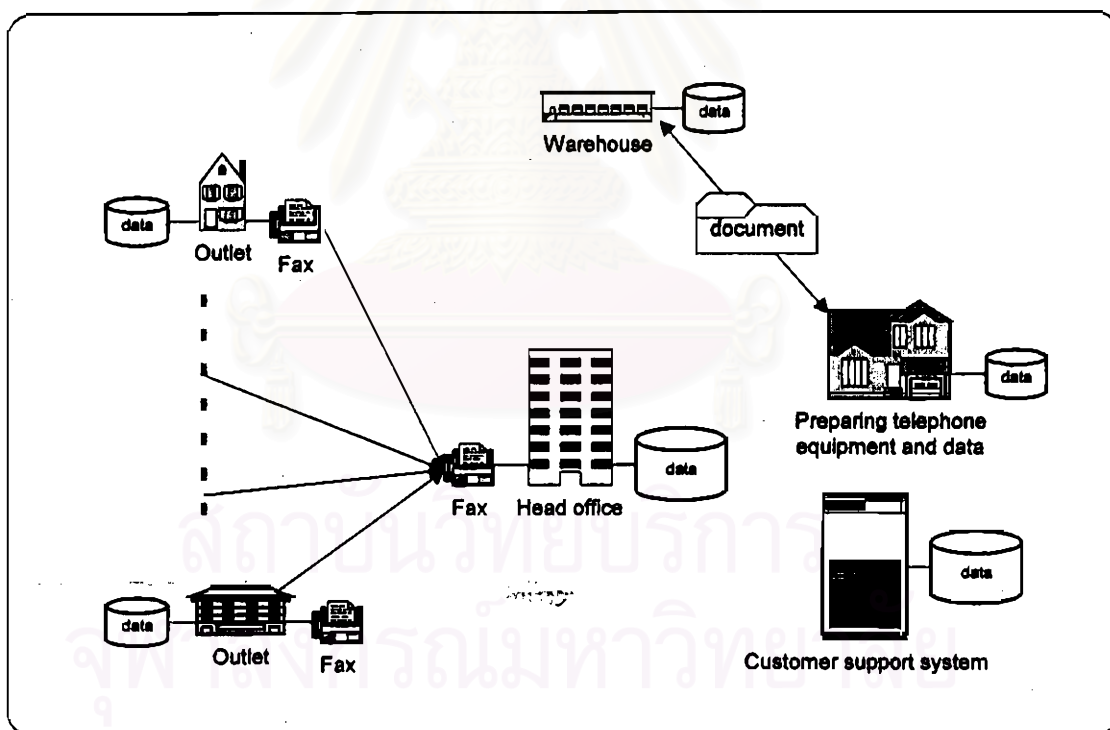 data
Warehouse
document
data
Outlet
Fax
data
Preparing telephone
equipment and data
data
Fax
Head office
data
data
Outlet
Fax
Customer support system
สถาบันวิทยบริการ
จุฬาลงกรณ์มหาวิทยาลัย